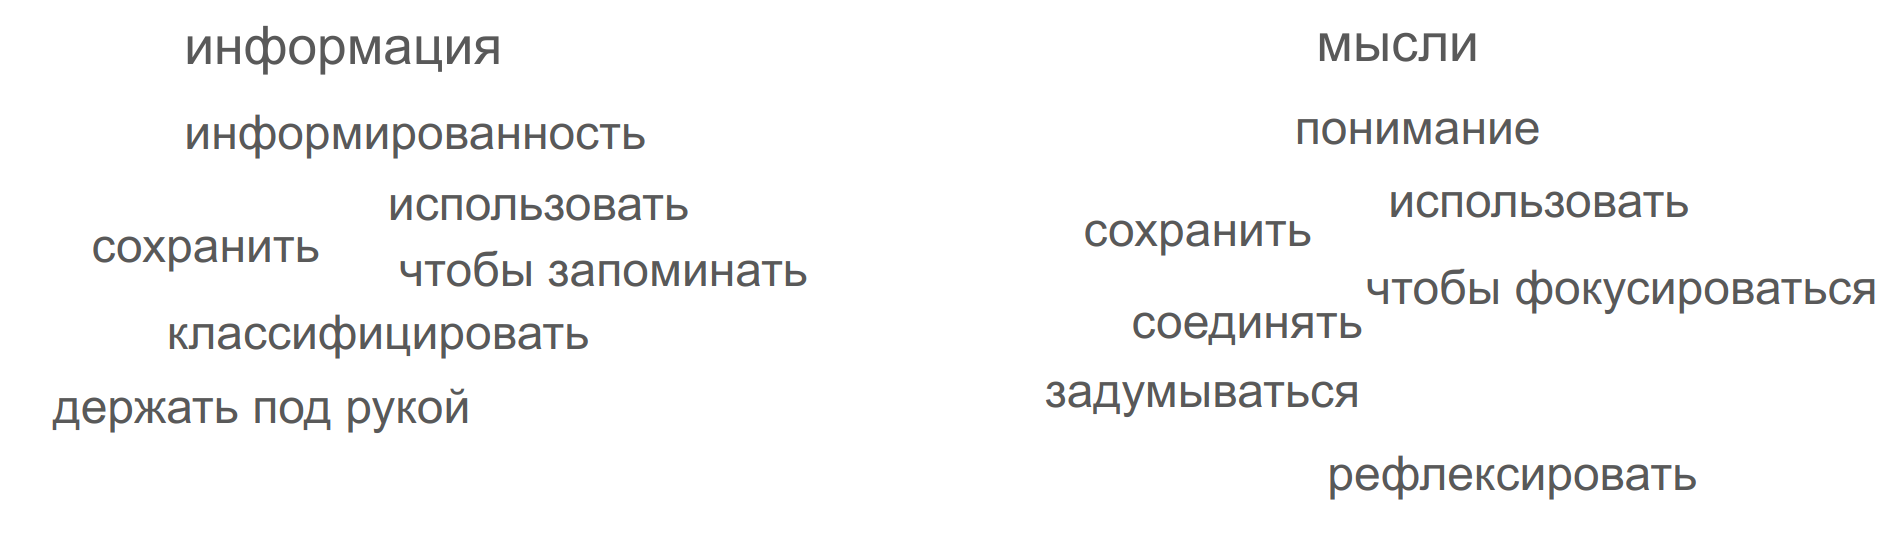 информация
информированность
использовать
сохранить
чтобы запоминать
классифицировать
держать под рукой
мысли
понимание
использовать
сохранить
чтобы фокусироваться
соединять
задумываться
рефлексировать